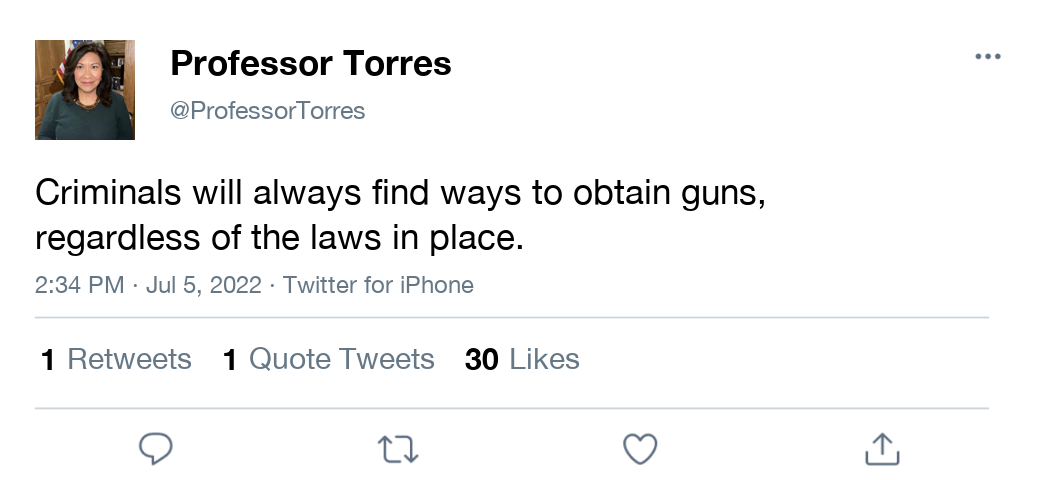 Professor Torres
@ProfessorTorres
Criminals will always find ways to obtain guns,
regardless of the laws in place.
2:34 PM · Jul 5, 2022 · Twitter for iPhone
1 Retweets 1 Quote Tweets 30 Likes